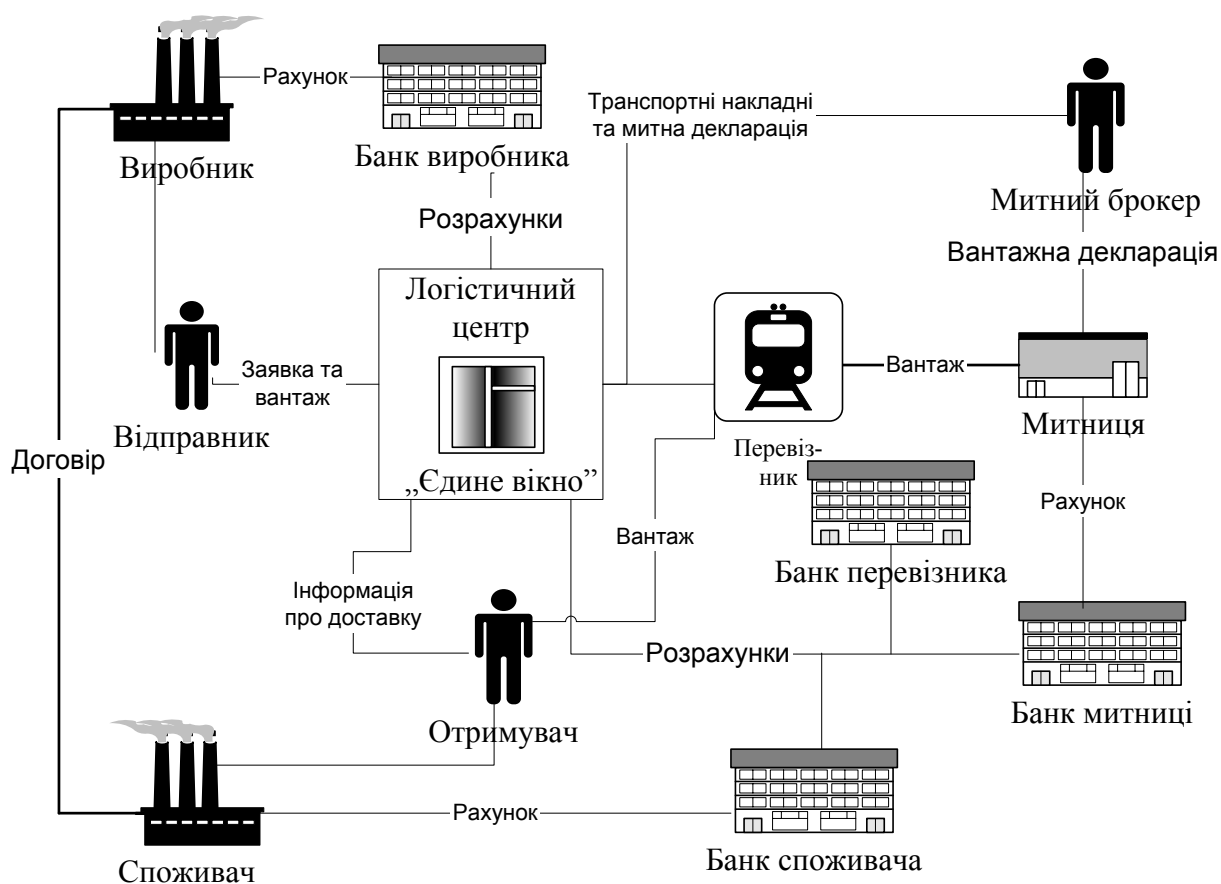 Рахунок
Виробник
Банк виробника
Транспортні накладні
та митна декларація
Митний брокер
Розрахунки
Вантажна декларація
Логістичний
центр
Заявка та
вантаж
Вантаж
Відправник
Митниця
Договір
„Єдине вікно”
Перевіз-
ник
Рахунок
Вантаж
Банк перевізника
Інформація
про доставку
Розрахунки
Отримувач
Банк митниці
Рахунок
Споживач
Банк споживача